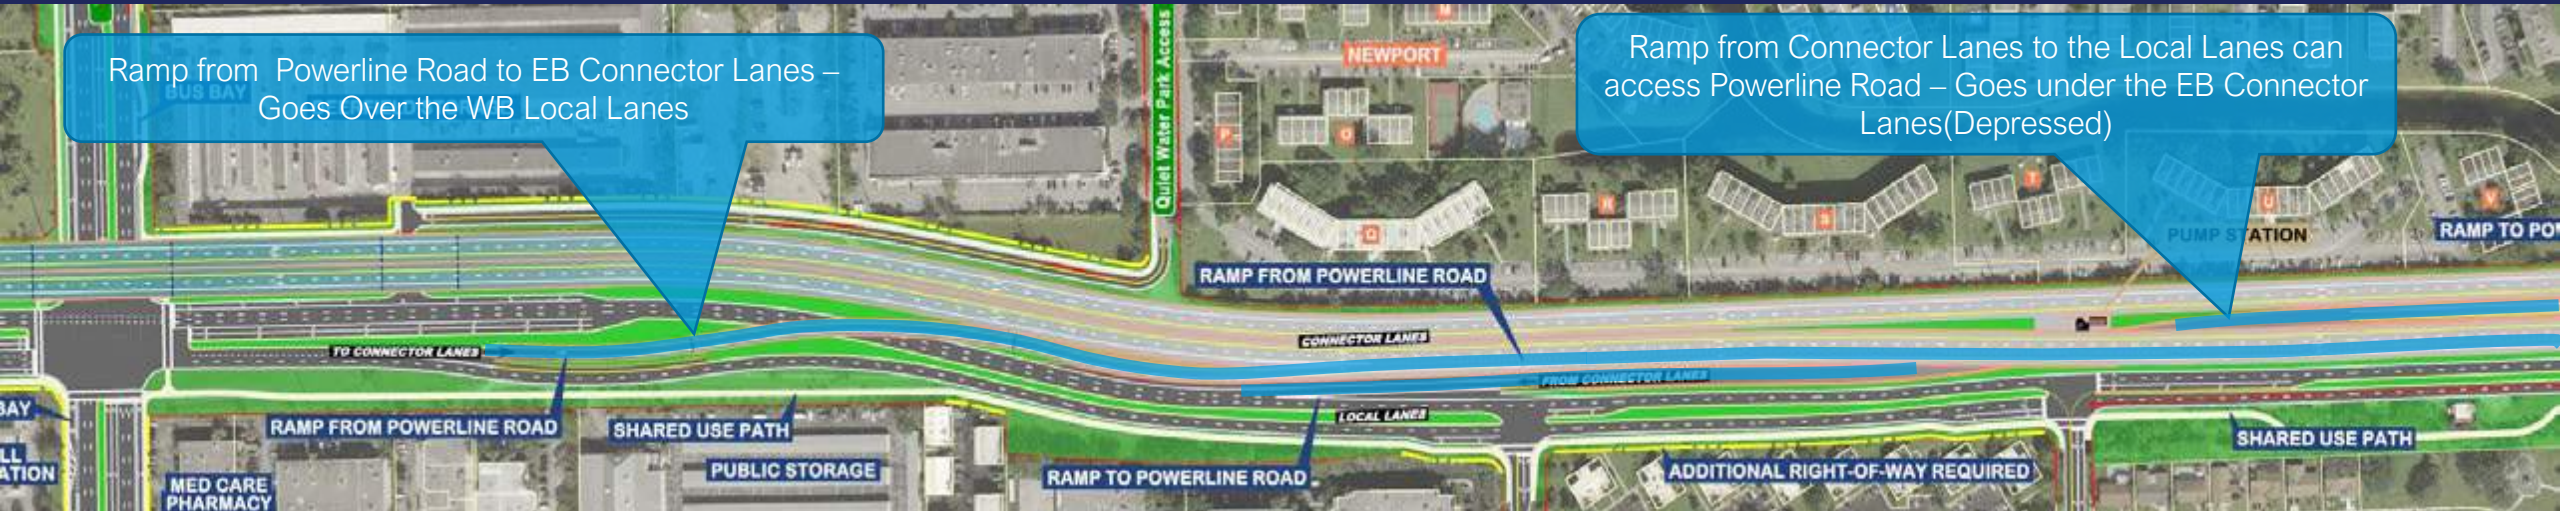 Ramp from Powerline Road to EB Connector Lanes –
Goes Over the WB Local Lanes
BUS BAY
Quiet Water Park Access
NEWPORT
M
P
O
Q
R
S
T
U
V
Ramp from Connector Lanes to the Local Lanes can
access Powerline Road – Goes under the EB Connector
Lanes(Depressed)
PUMP STATION
RAMP TO POW
RAMP FROM POWERLINE ROAD
CONNECTOR LANES
TO CONNECTOR LANES
FROM CONNECTOR LANES
LOCAL LANES
BAY
RAMP FROM POWERLINE ROAD
SHARED USE PATH
SHARED USE PATH
LL
ATION
MED CARE
PHARMACY
PUBLIC STORAGE
RAMP TO POWERLINE ROAD
ADDITIONAL RIGHT-OF-WAY REQUIRED